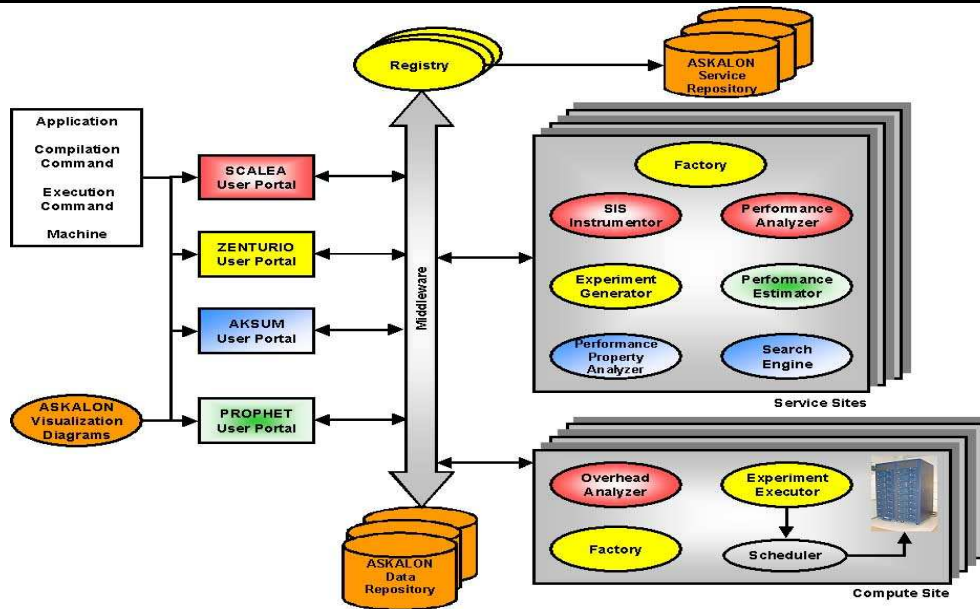 Registry
ASKALON
Service
Repository
Application
Compilation
Command
Execution
Command
Machine
SCALEA
User Portal
ZENTURIO
User Portal
AKSUM
User Portal
PROPHET
User Portal
ASKALON
Visualization
Diagrams
Middleware
Factory
SIS
Instrumentor
Performance
Analyzer
Experiment
Generator
Performance
Estimator
Performance
Property
Analyzer
Search
Engine
Service Sites
Overhead
Analyzer
Experiment
Executor
Factory
Scheduler
Compute Site
ASKALON
Data
Repository